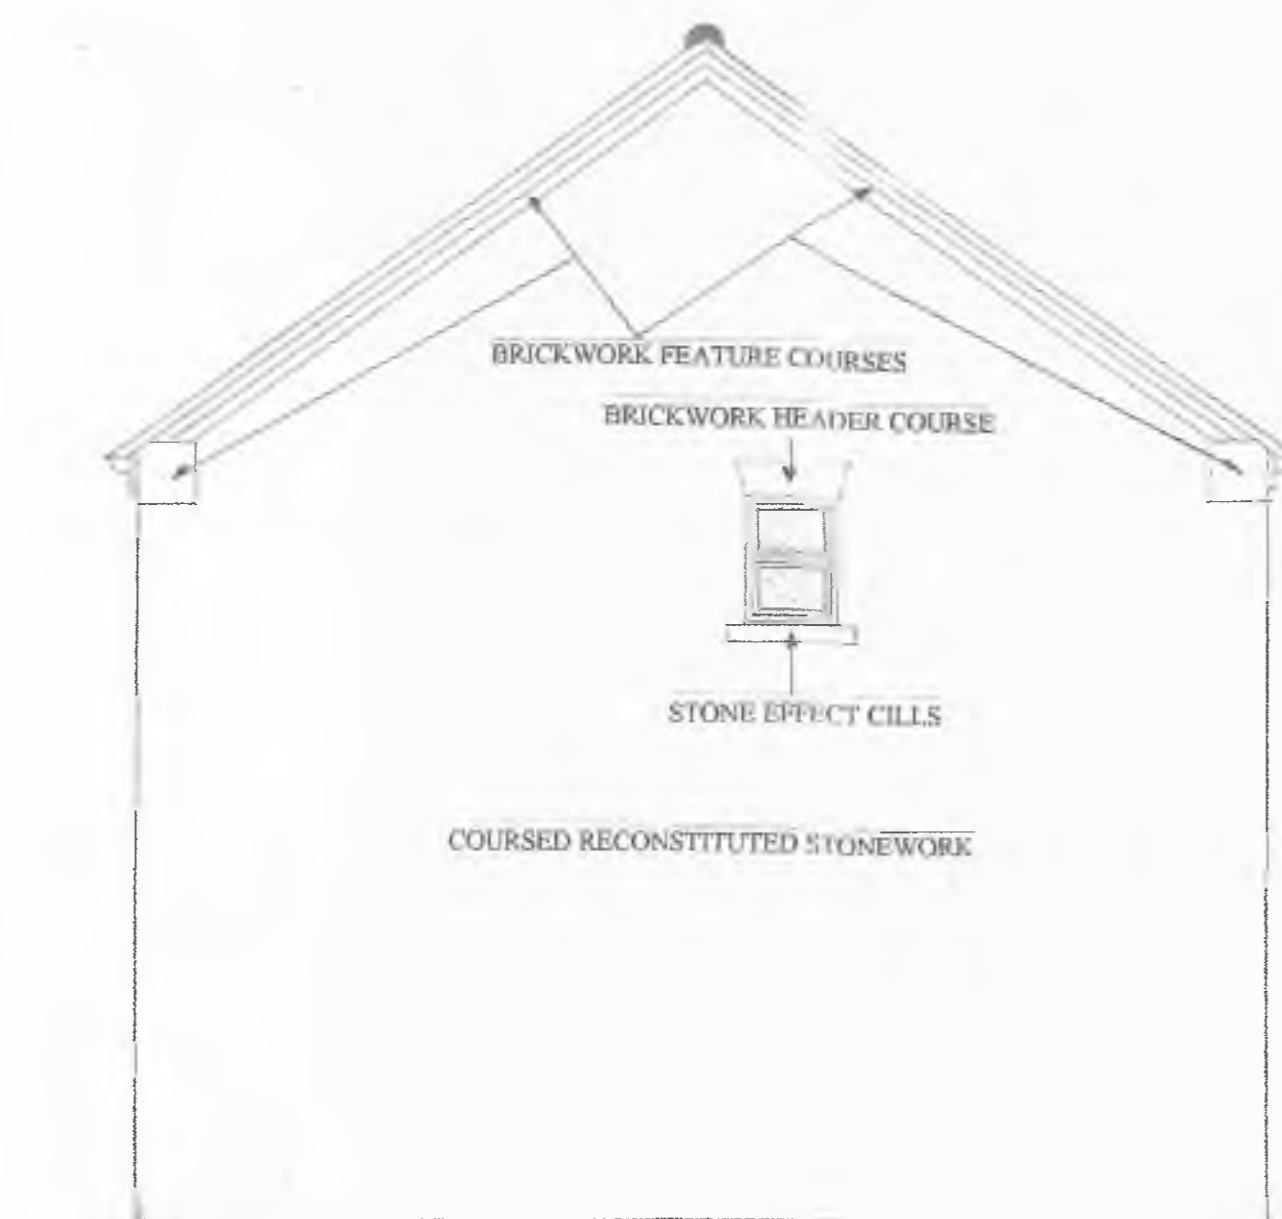 BRICKWORK FEATURE COURSES
BRICKWORK HEADER COURSE
STONE EFFECT CILLS
COURSED RECONSTITUTED STONEWORK